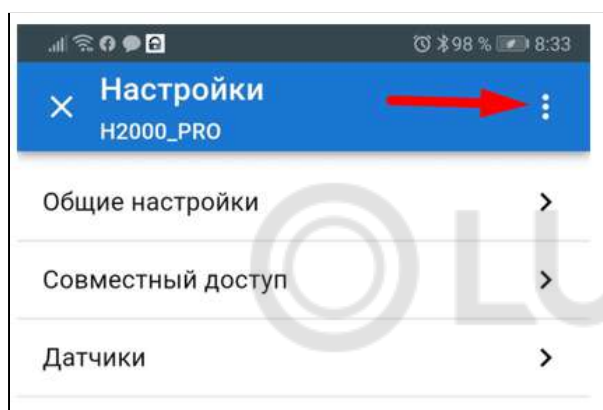 98 % 8:33
Настройки
H2000_PRO
Общие настройки
Совместный доступ
Датчики